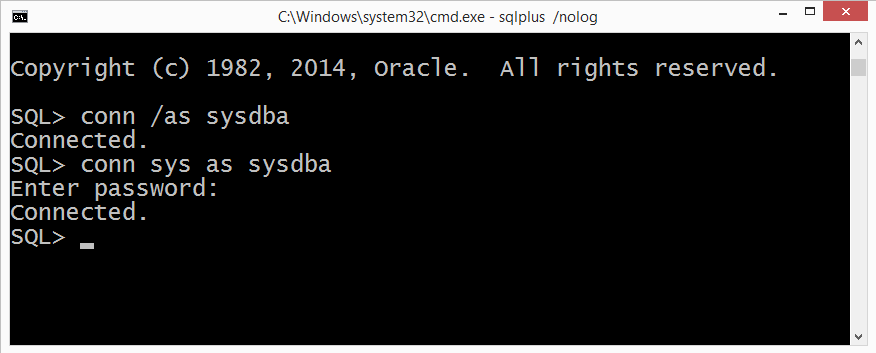 C:\Windows\system32\cmd.exe - sqlplus  /nolog
Copyright (c) 1982, 2014, Oracle.  All rights reserved.
SQL> conn /as sysdba
Connected.
SQL> conn sys as sysdba
Enter password:
Connected.
SQL>